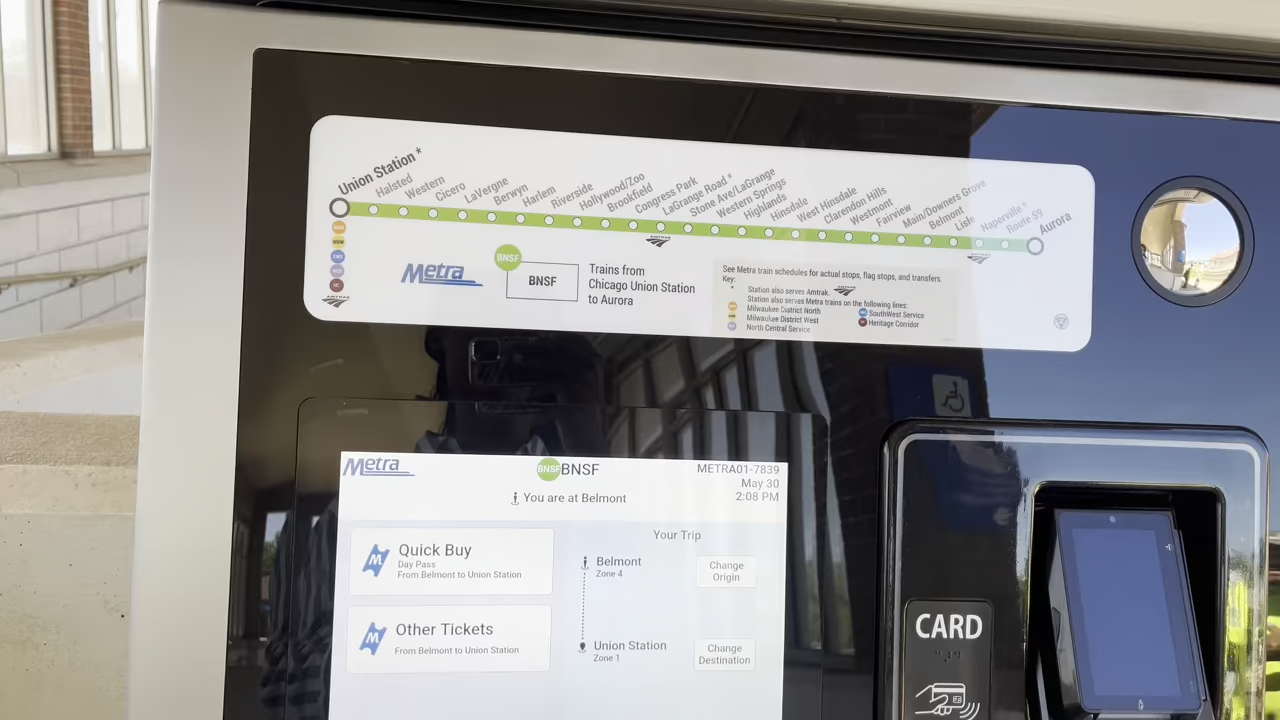 Union Station *
Halsted
Western
Cicero
LaVergne
Berwyn
Harlem
Riverside
Hollywood/Zoo
Brookfield
Congress Park
LaGrange Road *
Stone Ave/LaGrange
Western Springs
Highlands
Hinsdale
West Hinsdale
Clarendon Hills
Westmont
Fairview
Main/Downers Grove
Belmont
Lisle
Naperville *
Route 59
Aurora
AMTRAK
AMTRAK
AMTRAK
Metra
BNSF
BNSF
Trains from
Chicago Union Station
to Aurora
See Metra train schedules for actual stops, flag stops, and transfers.
Key:
* Station also serves Amtrak. AMTRAK
Station also serves Metra trains on the following lines:
Milwaukee District North
Milwaukee District West
North Central Service
SouthWest Service
Heritage Corridor
Metra
BNSF BNSF
METRA01-7839
May 30
2:08 PM
You are at Belmont
Quick Buy
Day Pass
From Belmont to Union Station
Other Tickets
From Belmont to Union Station
Your Trip
Belmont
Zone 4
Change
Origin
Union Station
Zone 1
Change
Destination
CARD